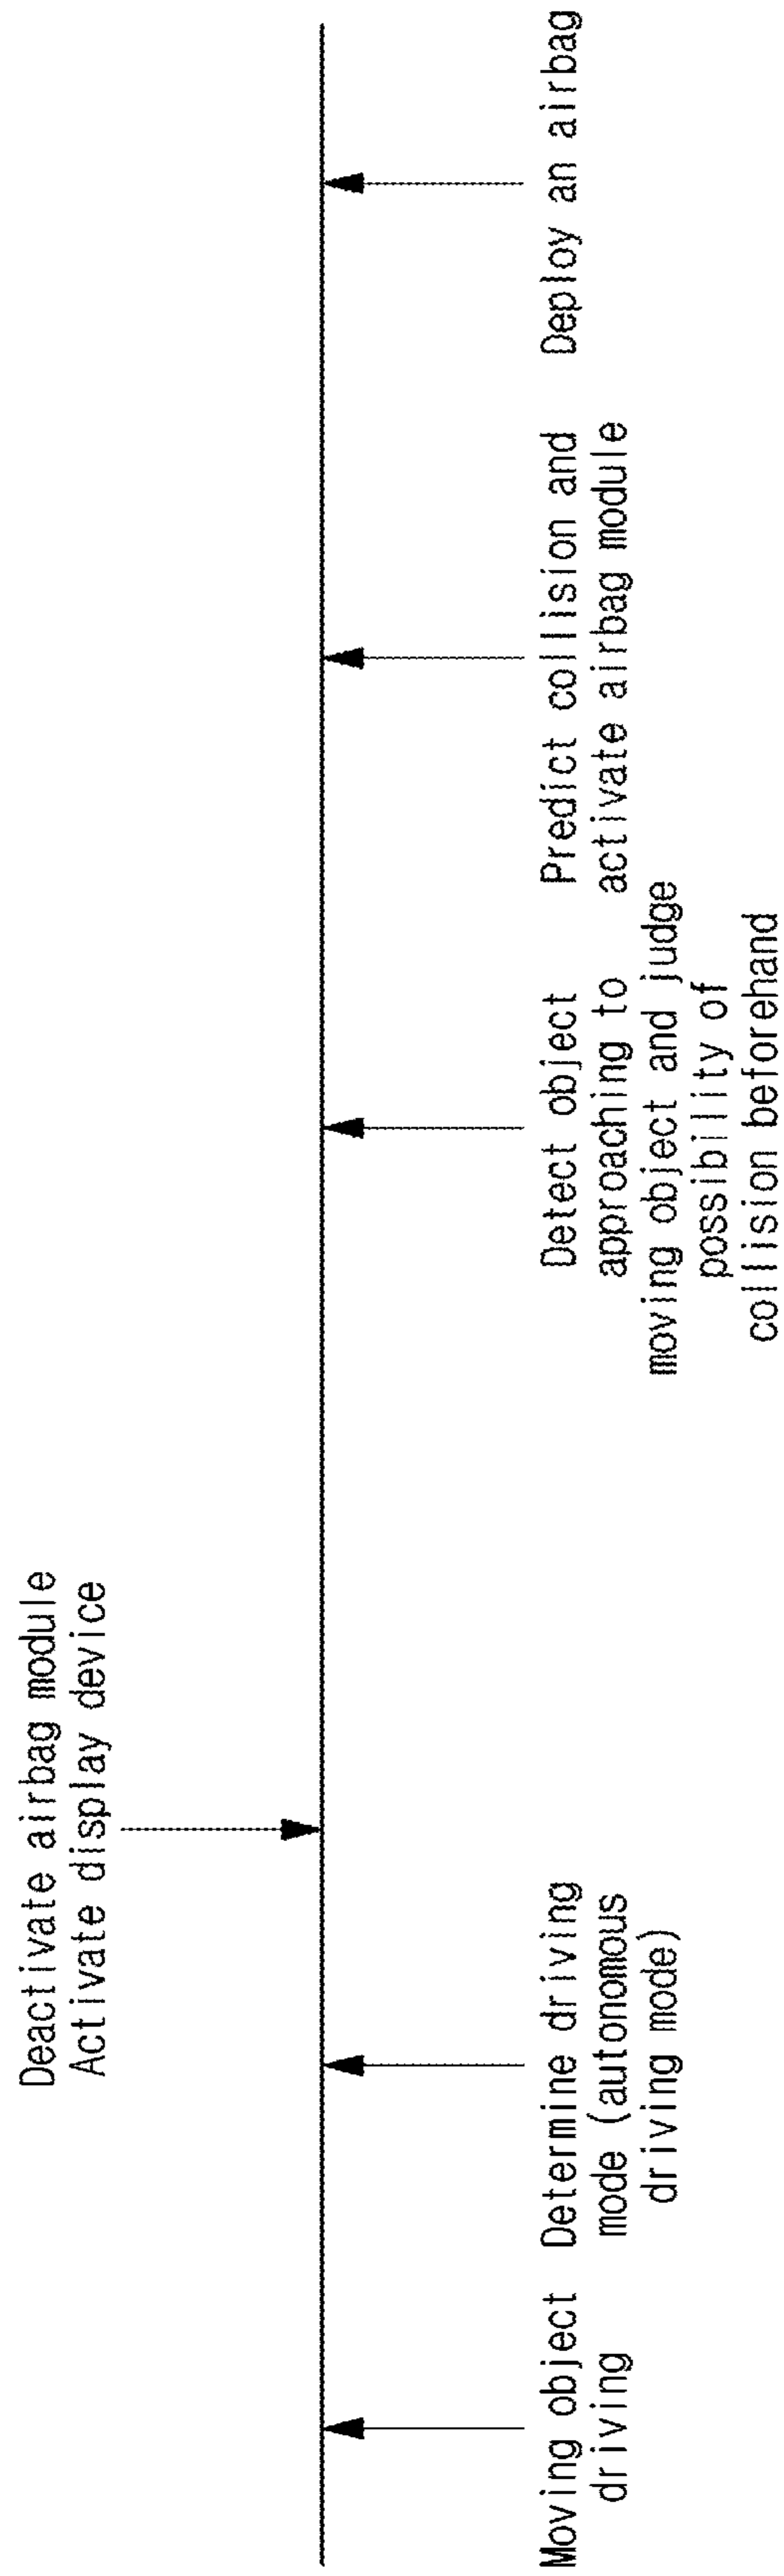 Deactivate airbag module
Activate display device
Moving object
driving
Determine driving
mode (autonomous
driving mode)
Detect object
approaching to
moving object and judge
possibility of
collision beforehand
Predict collision and
activate airbag module
Deploy an airbag